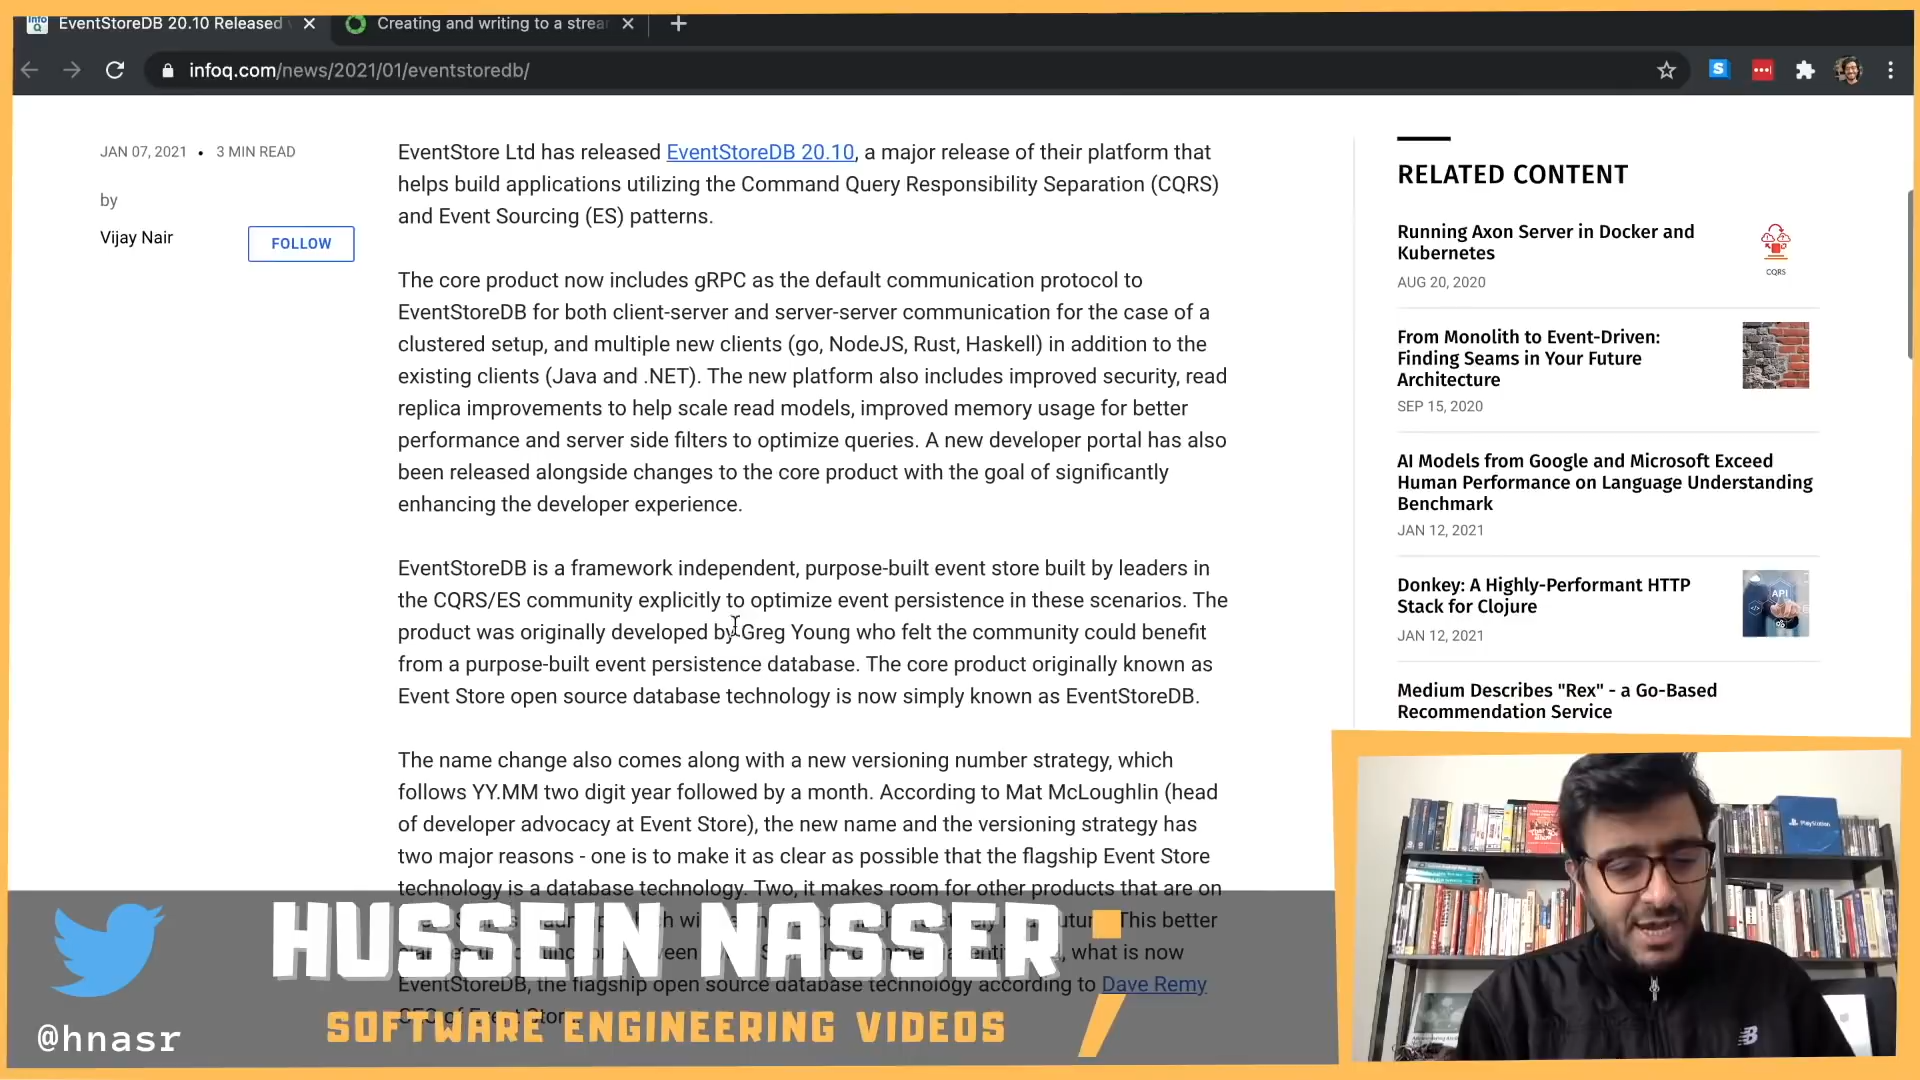 EventStoreDB 20.10 Released
Creating and writing to a strea
infoq.com/news/2021/01/eventstoredb/
JAN 07, 2021 • 3 MIN READ
by
Vijay Nair
FOLLOW
EventStore Ltd has released EventStoreDB 20.10, a major release of their platform that
helps build applications utilizing the Command Query Responsibility Separation (CQRS)
and Event Sourcing (ES) patterns.
The core product now includes gRPC as the default communication protocol to
EventStoreDB for both client-server and server-server communication for the case of a
clustered setup, and multiple new clients (go, NodeJS, Rust, Haskell) in addition to the
existing clients (Java and .NET). The new platform also includes improved security, read
replica improvements to help scale read models, improved memory usage for better
performance and server side filters to optimize queries. A new developer portal has also
been released alongside changes to the core product with the goal of significantly
enhancing the developer experience.
EventStoreDB is a framework independent, purpose-built event store built by leaders in
the CQRS/ES community explicitly to optimize event persistence in these scenarios. The
product was originally developed by Greg Young who felt the community could benefit
from a purpose-built event persistence database. The core product originally known as
Event Store open source database technology is now simply known as EventStoreDB.
The name change also comes along with a new versioning number strategy, which
follows YY.MM two digit year followed by a month. According to Mat McLoughlin (head
of developer advocacy at Event Store), the new name and the versioning strategy has
two major reasons - one is to make it as clear as possible that the flagship Event Store
technology is a database technology. Two, it makes room for other products that are on
This better
what is now
EventStoreDB, the flagship open source database technology according to Dave Remy
RELATED CONTENT
Running Axon Server in Docker and
Kubernetes
AUG 20, 2020
CQRS
From Monolith to Event-Driven:
Finding Seams in Your Future
Architecture
SEP 15, 2020
AI Models from Google and Microsoft Exceed
Human Performance on Language Understanding
Benchmark
JAN 12, 2021
Donkey: A Highly-Performant HTTP
Stack for Clojure
JAN 12, 2021
API
Medium Describes "Rex" - a Go-Based
Recommendation Service
HUSSEIN NASSER
SOFTWARE ENGINEERING VIDEOS
@hnasr
PlayStation